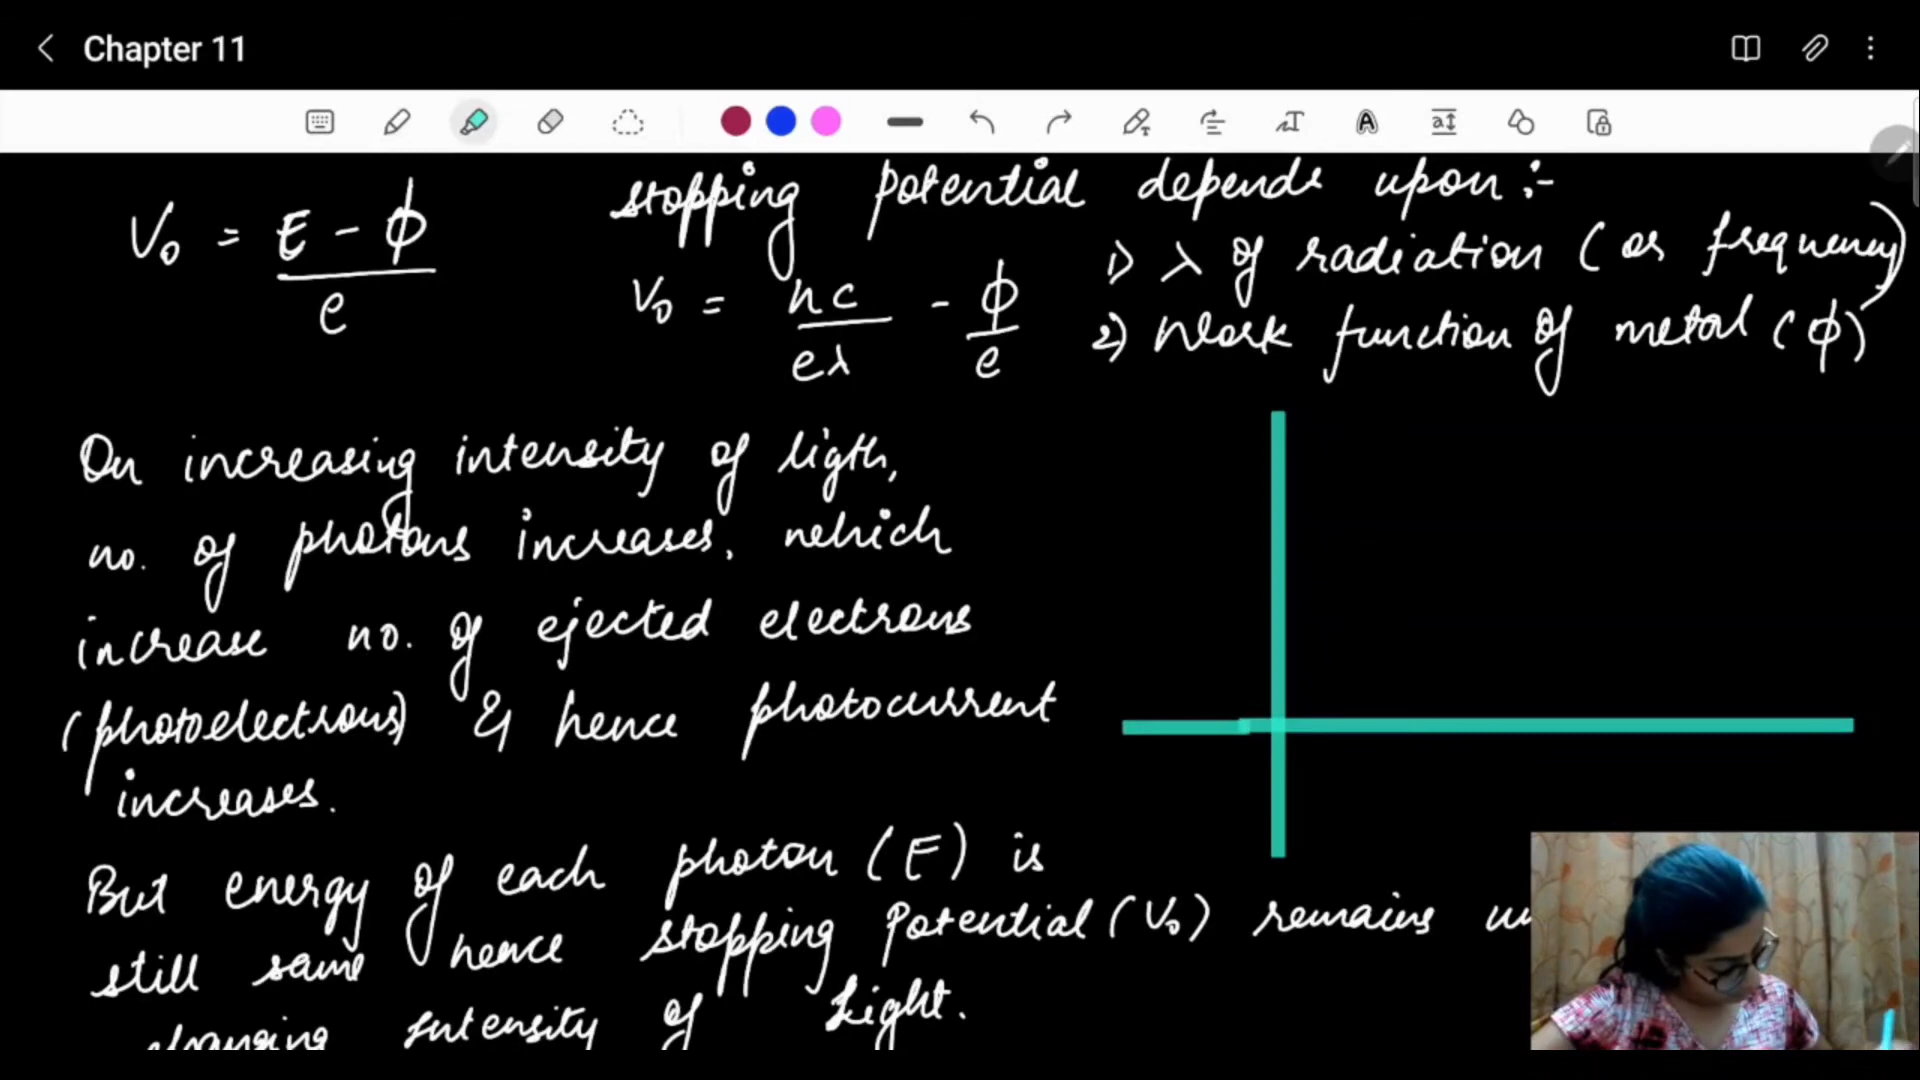 Chapter 11
stopping potential depends upon :-
V₀ = E - ϕ / e
V₀ = hc / eλ - ϕ / e
1) λ of radiation (or frequency)
2) Work function of metal (ϕ)
On increasing intensity of ligth,
no. of photons increases, which
increase no. of ejected electrons
(photoelectrons) & hence photocurrent
increases.
But energy of each photon (E) is
still same hence stopping potential (V₀) remains
changing intensity of light.